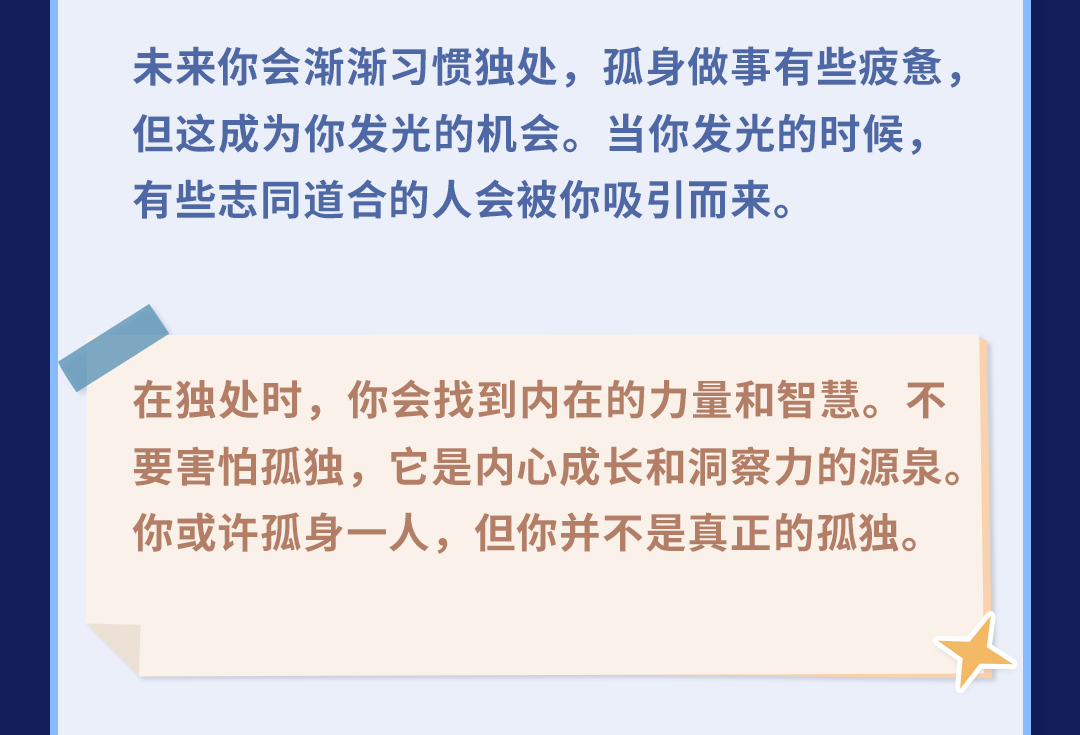 未来你会渐渐习惯独处，孤身做事有些疲惫，
但这成为你发光的机会。当你发光的时候，
有些志同道合的人会被你吸引而来。
在独处时，你会找到内在的力量和智慧。不
要害怕孤独，它是内心成长和洞察力的源泉。
你或许孤身一人，但你并不是真正的孤独。